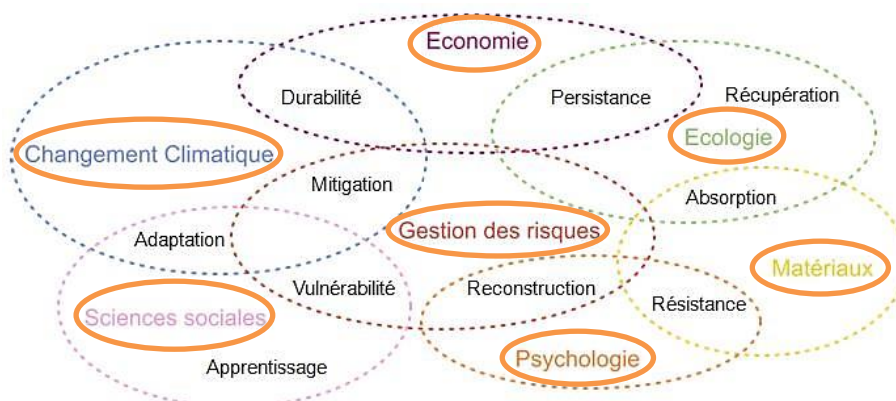 Economie
Durabilité
Persistance
Récupération
Changement Climatique
Ecologie
Mitigation
Absorption
Adaptation
Gestion des risques
Matériaux
Vulnérabilité
Reconstruction
Résistance
Sciences sociales
Psychologie
Apprentissage